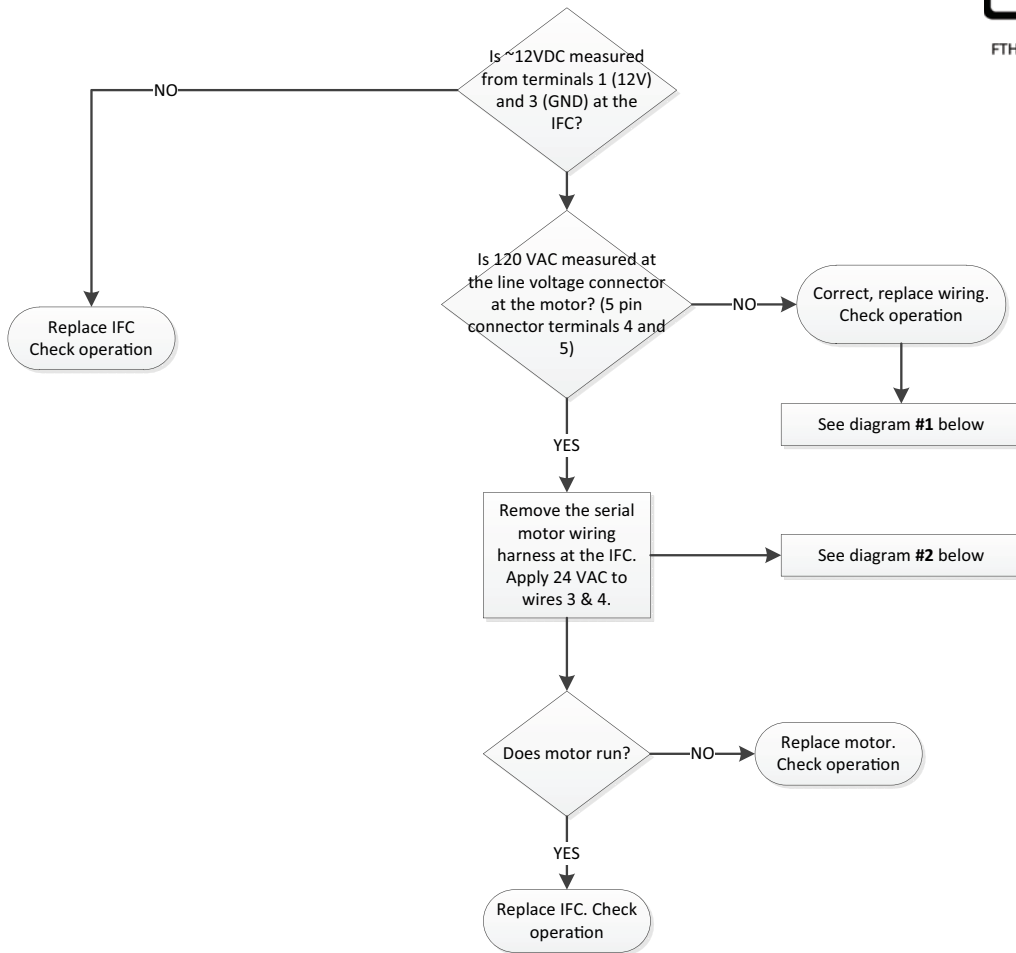 FTH
Is ~12VDC measured
from terminals 1 (12V)
and 3 (GND) at the
IFC?
NO
Is 120 VAC measured at
the line voltage connector
at the motor? (5 pin
connector terminals 4 and
5)
NO
Correct, replace wiring.
Check operation
Replace IFC
Check operation
See diagram #1 below
YES
Remove the serial
motor wiring
harness at the IFC.
Apply 24 VAC to
wires 3 & 4.
See diagram #2 below
Does motor run?
NO
Replace motor.
Check operation
YES
Replace IFC. Check
operation